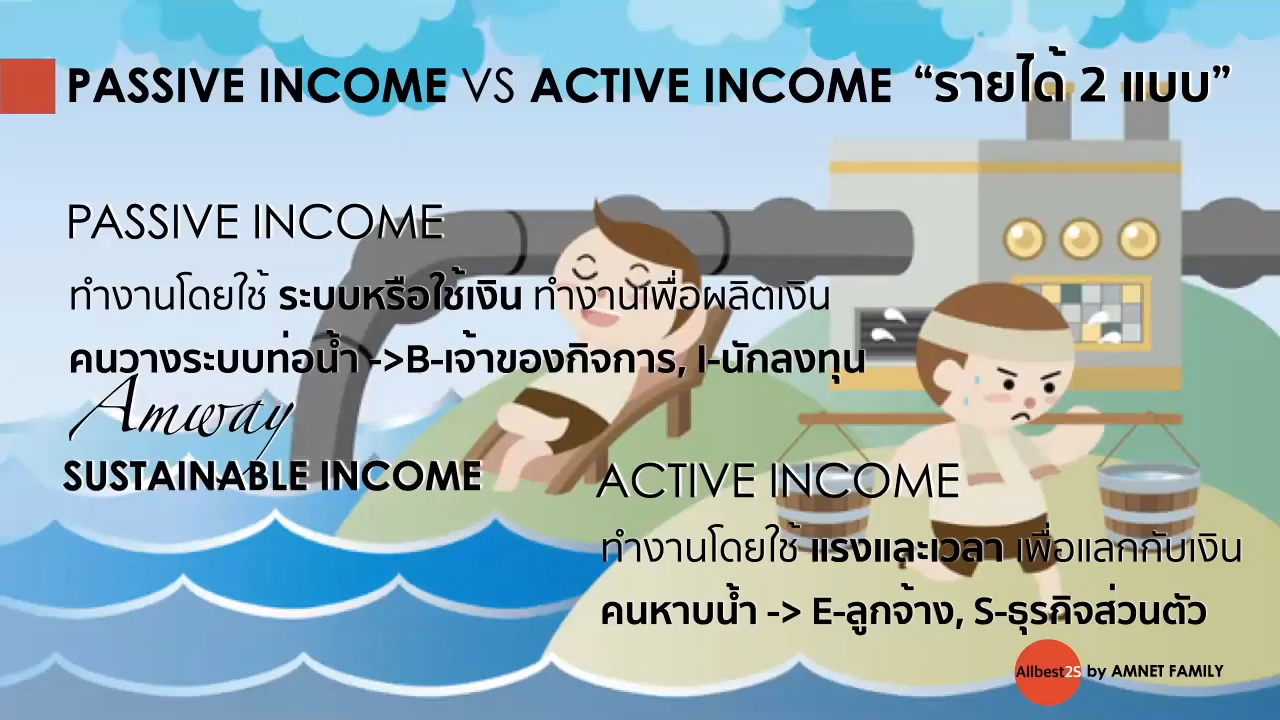 PASSIVE INCOME VS ACTIVE INCOME “รายได้ 2 แบบ”
PASSIVE INCOME
ทำงานโดยใช้ ระบบหรือใช้เงิน ทำงานเพื่อผลิตเงิน
คนวางระบบท่อน้ำ ->B-เจ้าของกิจการ, I-นักลงทุน
Amway
SUSTAINABLE INCOME
ACTIVE INCOME
ทำงานโดยใช้ แรงและเวลา เพื่อแลกกับเงิน
คนหาบน้ำ -> E-ลูกจ้าง, S-ธุรกิจส่วนตัว
Allbest2S by AMNET FAMILY